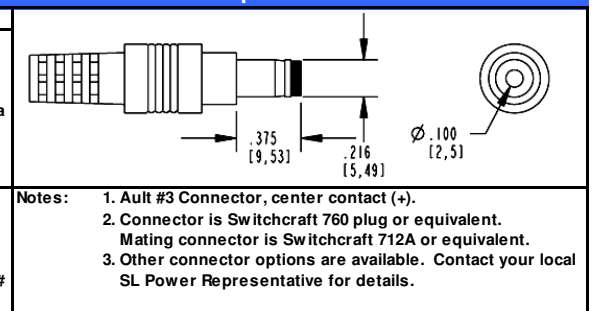 a
.375
[9,53]
.216
[5,49]
Ø .100
[2,5]
Notes: 1. Ault #3 Connector, center contact (+).
2. Connector is Switchcraft 760 plug or equivalent.
Mating connector is Switchcraft 712A or equivalent.
3. Other connector options are available. Contact your local
# SL Power Representative for details.